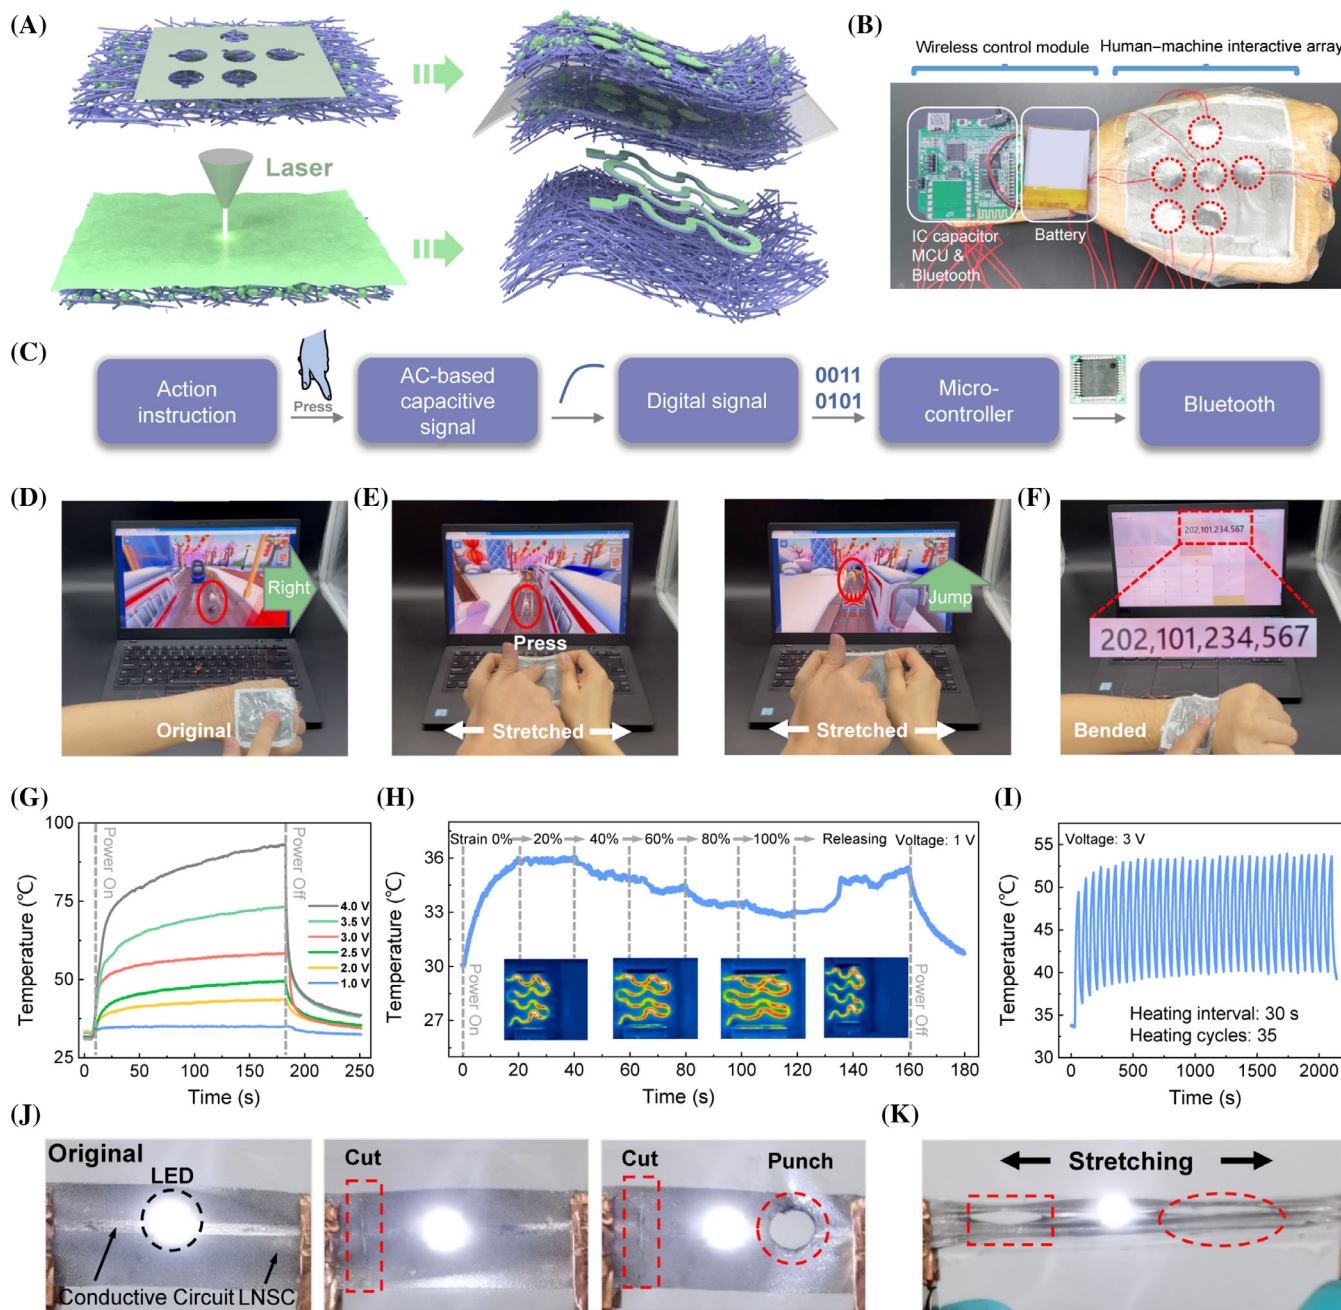 (A)
Laser
(B)
Wireless control module
Human–machine interactive array
IC capacitor
MCU &
Bluetooth
Battery
(C)
Action
instruction
Press
AC-based
capacitive
signal
Digital signal
0011
0101
Micro-
controller
Bluetooth
(D)
Right
Original
(E)
Press
Stretched
Jump
Stretched
(F)
202,101,234,567
202,101,234,567
Bended
(G)
100
75
50
25
Temperature (℃)
Power On
Power Off
4.0 V
3.5 V
3.0 V
2.5 V
2.0 V
1.0 V
0 50 100 150 200 250
Time (s)
(H)
Strain 0% 20% 40% 60% 80% 100% Releasing Voltage: 1 V
36
33
30
27
Temperature (℃)
Power On
Power Off
0 20 40 60 80 100 120 140 160 180
Time (s)
(I)
Voltage: 3 V
55
50
45
40
35
33
Temperature (℃)
Heating interval: 30 s
Heating cycles: 35
0 500 1000 1500 2000
Time (s)
(J)
Original
LED
Conductive Circuit LNSC
Cut
Cut
Punch
(K)
Stretching